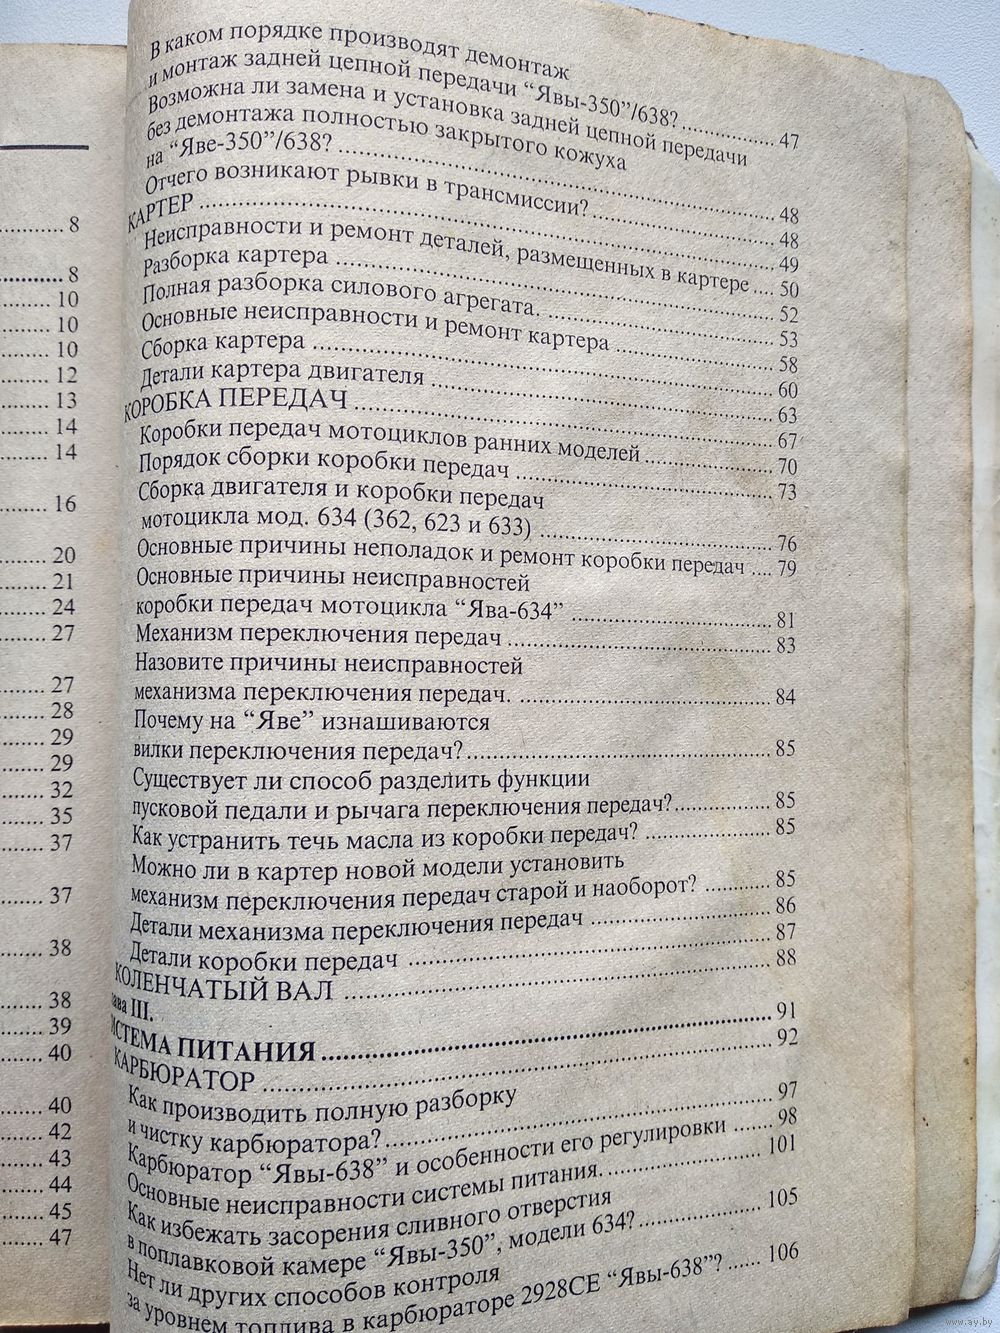 8
8
10
10
10
12
13
14
14
16
20
21
24
27
27
28
29
29
32
35
37
37
38
38
39
40
40
42
43
44
45
47
В каком порядке производят демонтаж
и монтаж задней цепной передачи “Явы-350”/638? .............. 47
Возможна ли замена и установка задней цепной передачи
без демонтажа полностью закрытого кожуха
на “Яве-350”/638? .............. 48
Отчего возникают рывки в трансмиссии? .............. 48
КАРТЕР .............. 49
Неисправности и ремонт деталей, размещенных в картере .... 50
Разборка картера .............. 52
Полная разборка силового агрегата. .............. 53
Основные неисправности и ремонт картера .............. 58
Сборка картера .............. 60
Детали картера двигателя .............. 63
КОРОБКА ПЕРЕДАЧ .............. 67
Коробки передач мотоциклов ранних моделей .............. 70
Порядок сборки коробки передач .............. 73
Сборка двигателя и коробки передач
мотоцикла мод. 634 (362, 623 и 633) .............. 76
Основные причины неполадок и ремонт коробки передач .... 79
Основные причины неисправностей
коробки передач мотоцикла “Ява-634” .............. 81
Механизм переключения передач .............. 83
Назовите причины неисправностей
механизма переключения передач. .............. 84
Почему на “Яве” изнашиваются
вилки переключения передач? .............. 85
Существует ли способ разделить функции
пусковой педали и рычага переключения передач? .............. 85
Как устранить течь масла из коробки передач? .............. 85
Можно ли в картер новой модели установить
механизм переключения передач старой и наоборот? .......... 85
Детали механизма переключения передач .............. 86
Детали коробки передач .............. 87
КОЛЕНЧАТЫЙ ВАЛ .............. 88
ава III.
ИСТЕМА ПИТАНИЯ .............. 91
КАРБЮРАТОР .............. 92
Как производить полную разборку
и чистку карбюратора? .............. 97
Карбюратор “Явы-638” и особенности его регулировки ...... 98
Основные неисправности системы питания. .............. 101
Как избежать засорения сливного отверстия
в поплавковой камере “Явы-350”, модели 634? .............. 105
Нет ли других способов контроля
за уровнем топлива в карбюраторе 2928СЕ “Явы-638”? ...... 106
www.ay.by